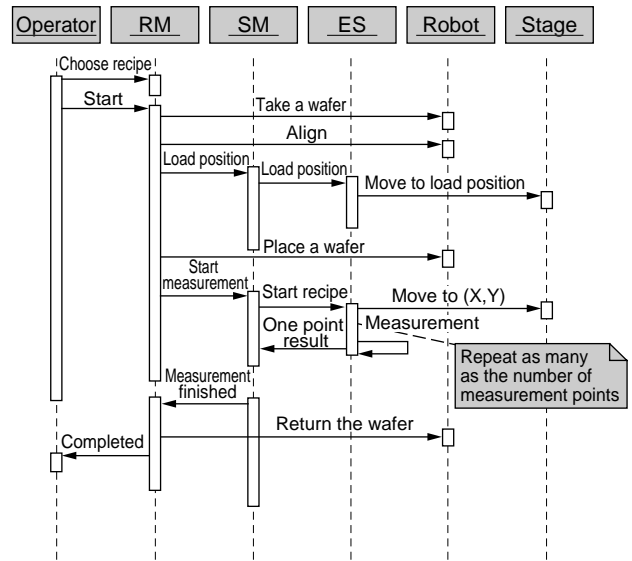 Operator RM SM ES Robot Stage
Choose recipe
Start
Take a wafer
Align
Load position
Load position
Move to load position
Place a wafer
Start
measurement
Start recipe
Move to (X,Y)
One point
result
Measurement
Repeat as many
as the number of
measurement points
Measurement
finished
Return the wafer
Completed